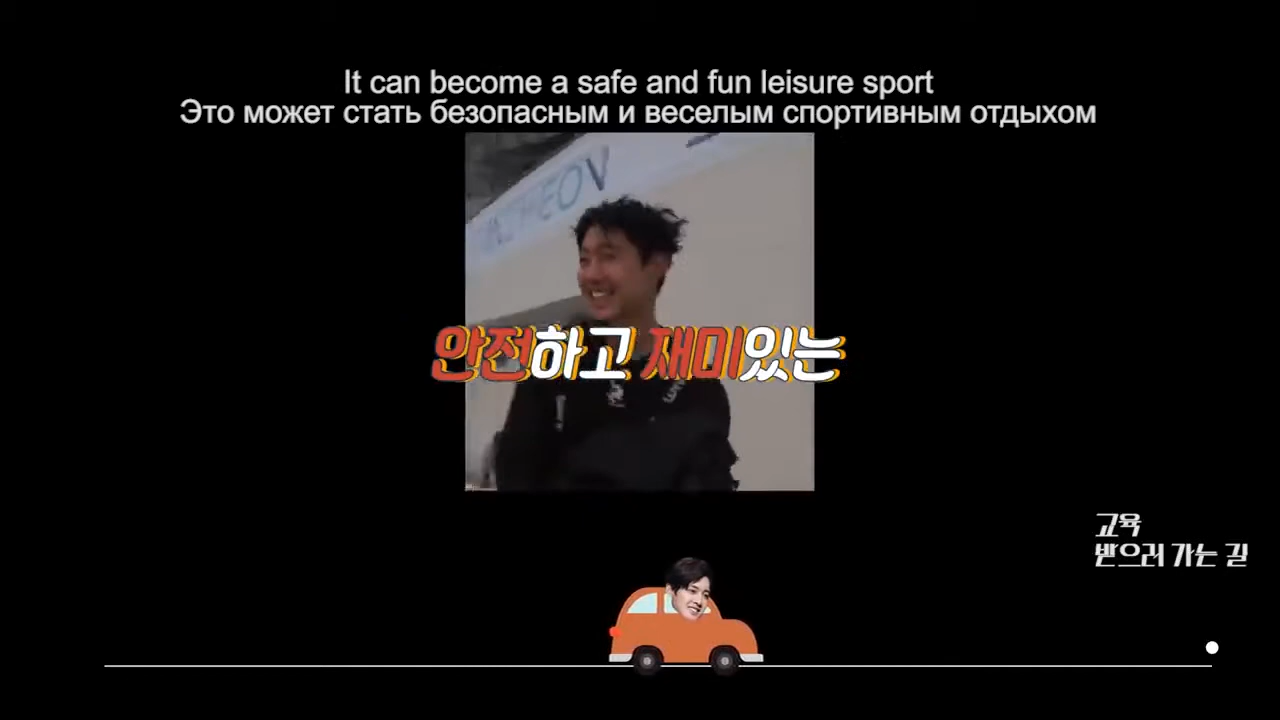 It can become a safe and fun leisure sport
Это может стать безопасным и веселым спортивным отдыхом
안전하고 재미있는
교육
받으러 가는 길